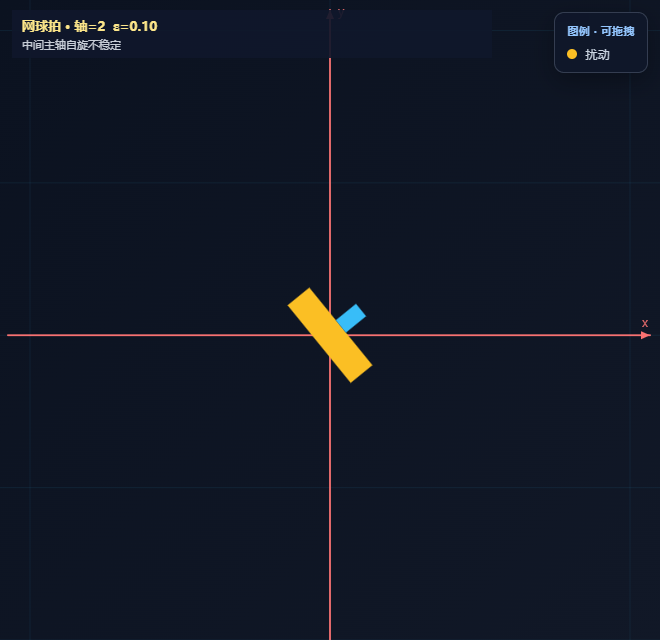 网球拍 • 轴=2 ε=0.10
中间主轴自旋不稳定
图例 · 可拖拽
扰动
x